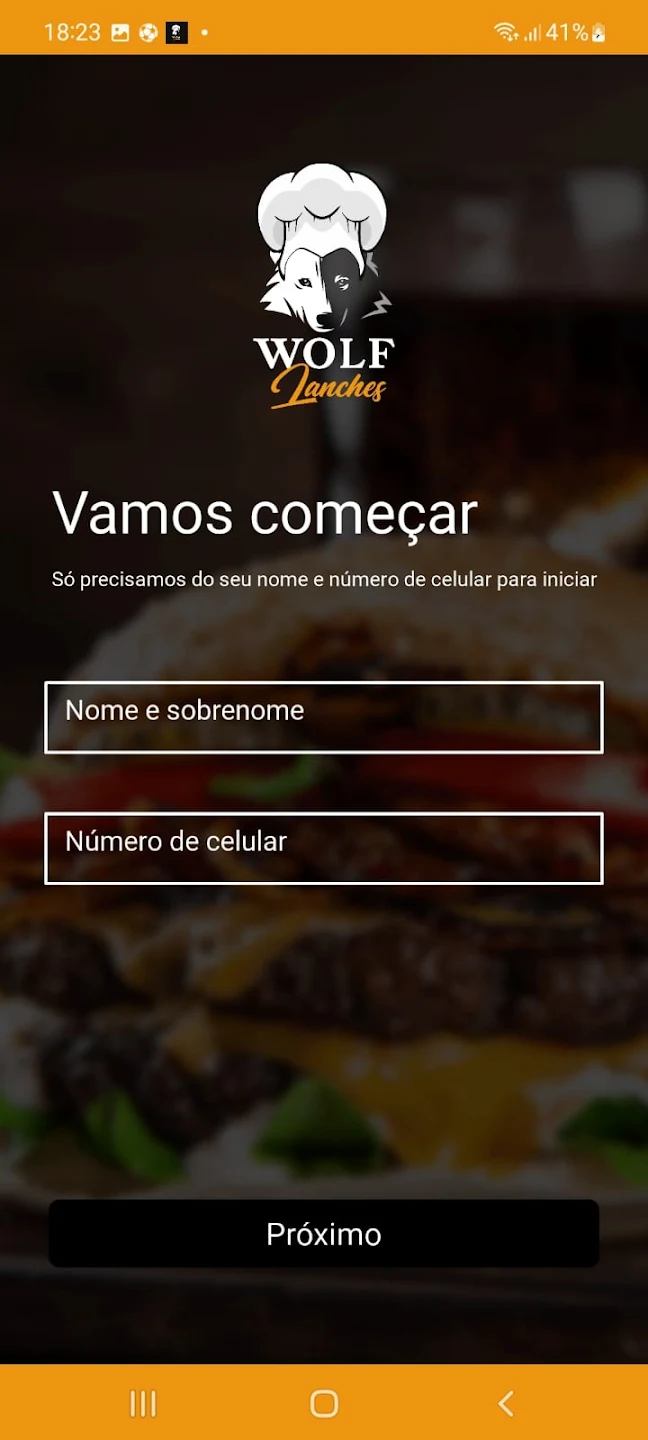 18:23
41%
WOLF
Lanches
Vamos começar
Só precisamos do seu nome e número de celular para iniciar
Nome e sobrenome
Número de celular
Próximo